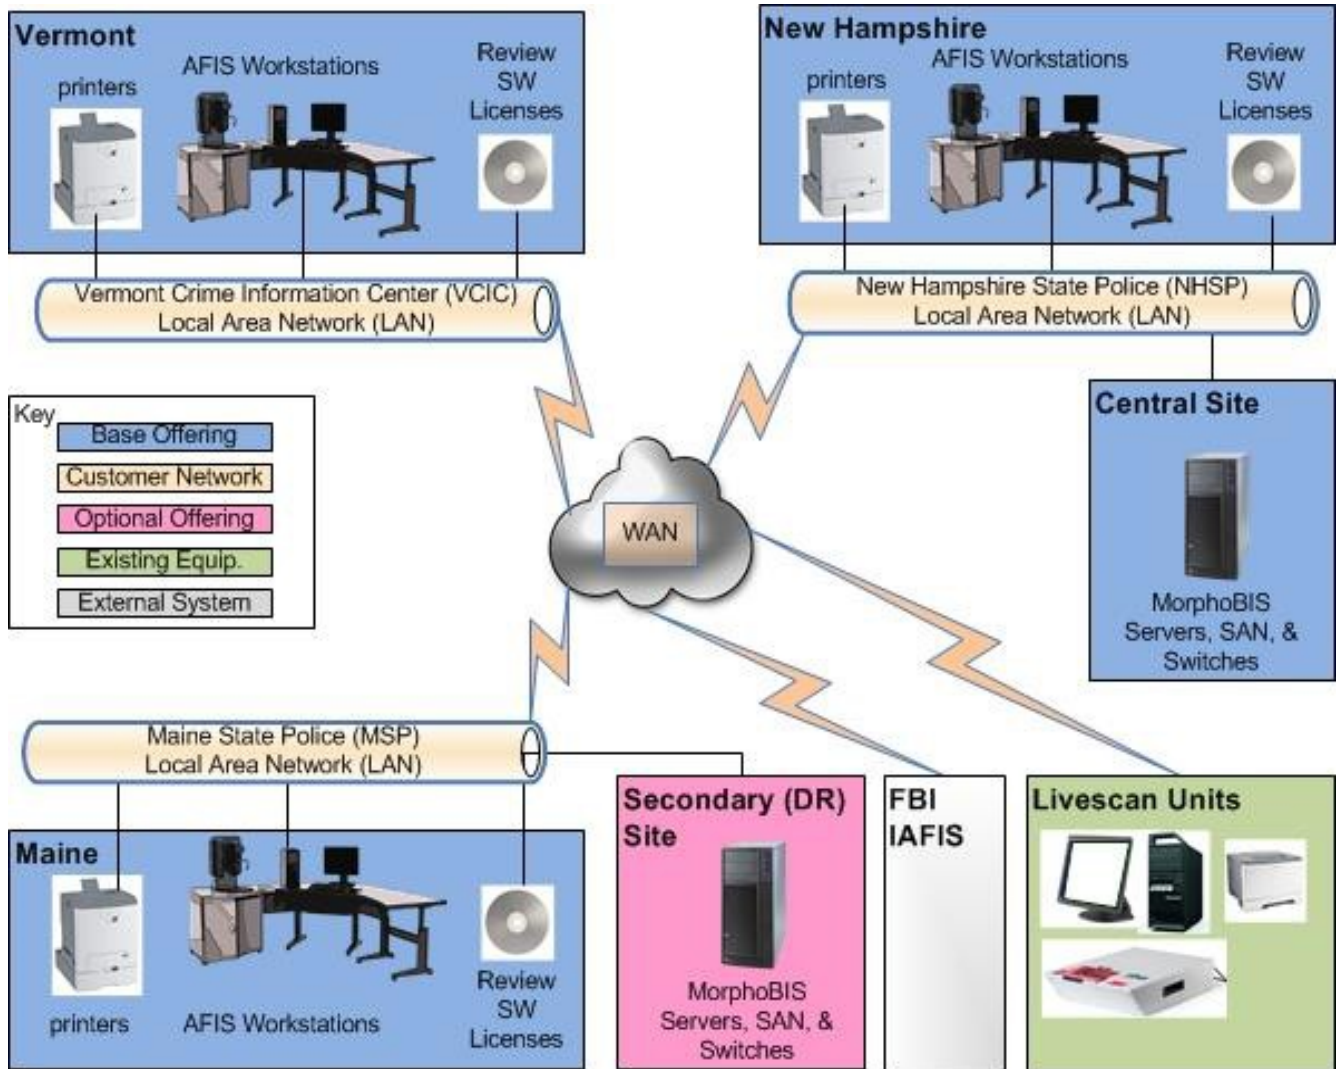 Vermont
printers
AFIS Workstations
Review
SW
Licenses
Vermont Crime Information Center (VCIC)
Local Area Network (LAN)
New Hampshire
printers
AFIS Workstations
Review
SW
Licenses
New Hampshire State Police (NHSP)
Local Area Network (LAN)
Key
Base Offering
Customer Network
Optional Offering
Existing Equip.
External System
WAN
Central Site
MorphoBIS
Servers, SAN, &
Switches
Maine State Police (MSP)
Local Area Network (LAN)
Maine
printers
AFIS Workstations
Review
SW
Licenses
Secondary (DR)
Site
MorphoBIS
Servers, SAN, &
Switches
FBI
IAFIS
Livescan Units